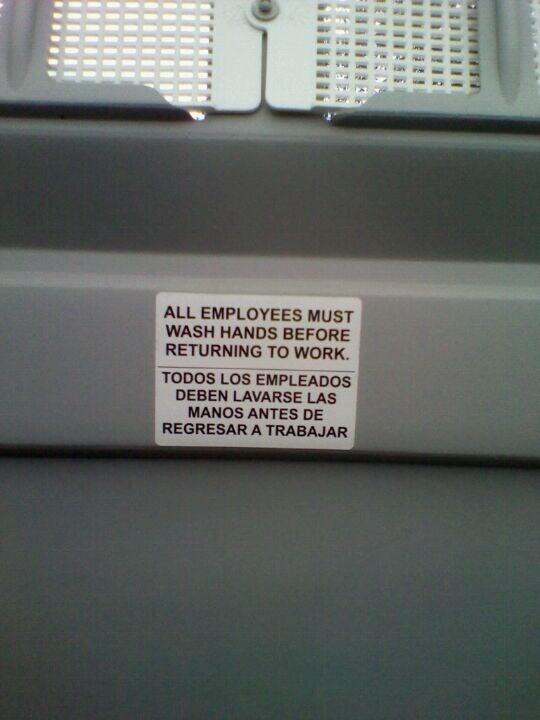 ALL EMPLOYEES MUST
WASH HANDS BEFORE
RETURNING TO WORK.
TODOS LOS EMPLEADOS
DEBEN LAVARSE LAS
MANOS ANTES DE
REGRESAR A TRABAJAR